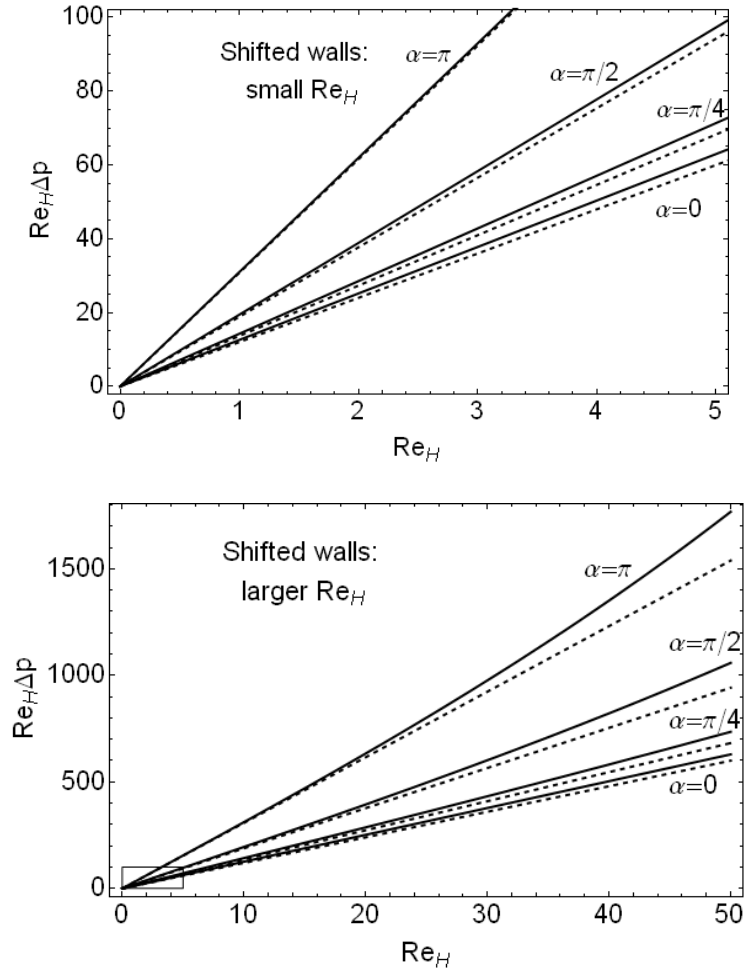 100
80
60
40
20
0
Re_HΔp
Shifted walls:
small Re_H
α=π
α=π/2
α=π/4
α=0
0 1 2 3 4 5
Re_H
1500
1000
500
0
Re_HΔp
Shifted walls:
larger Re_H
α=π
α=π/2
α=π/4
α=0
0 10 20 30 40 50
Re_H